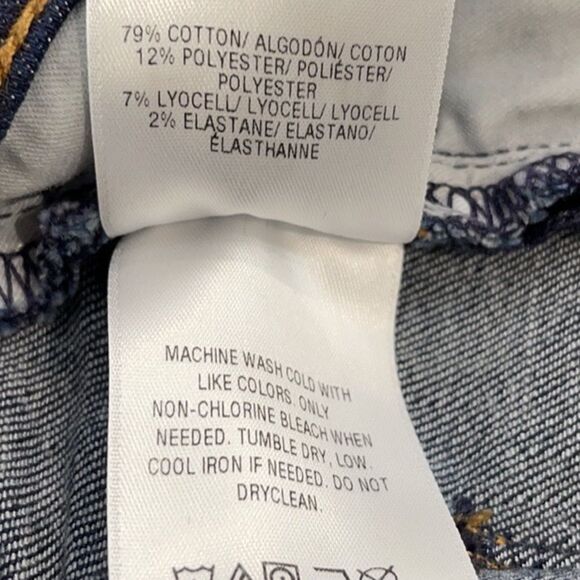 79% COTTON/ ALGODÓN/ COTON
12% POLYESTER/ POLIÉSTER/
POLYESTER
7% LYOCELL/ LYOCELL/ LYOCELL
2% ELASTANE/ ELASTANO/
ÉLASTHANNE
MACHINE WASH COLD WITH
LIKE COLORS. ONLY
NON-CHLORINE BLEACH WHEN
NEEDED. TUMBLE DRY, LOW.
COOL IRON IF NEEDED. DO NOT
DRYCLEAN.